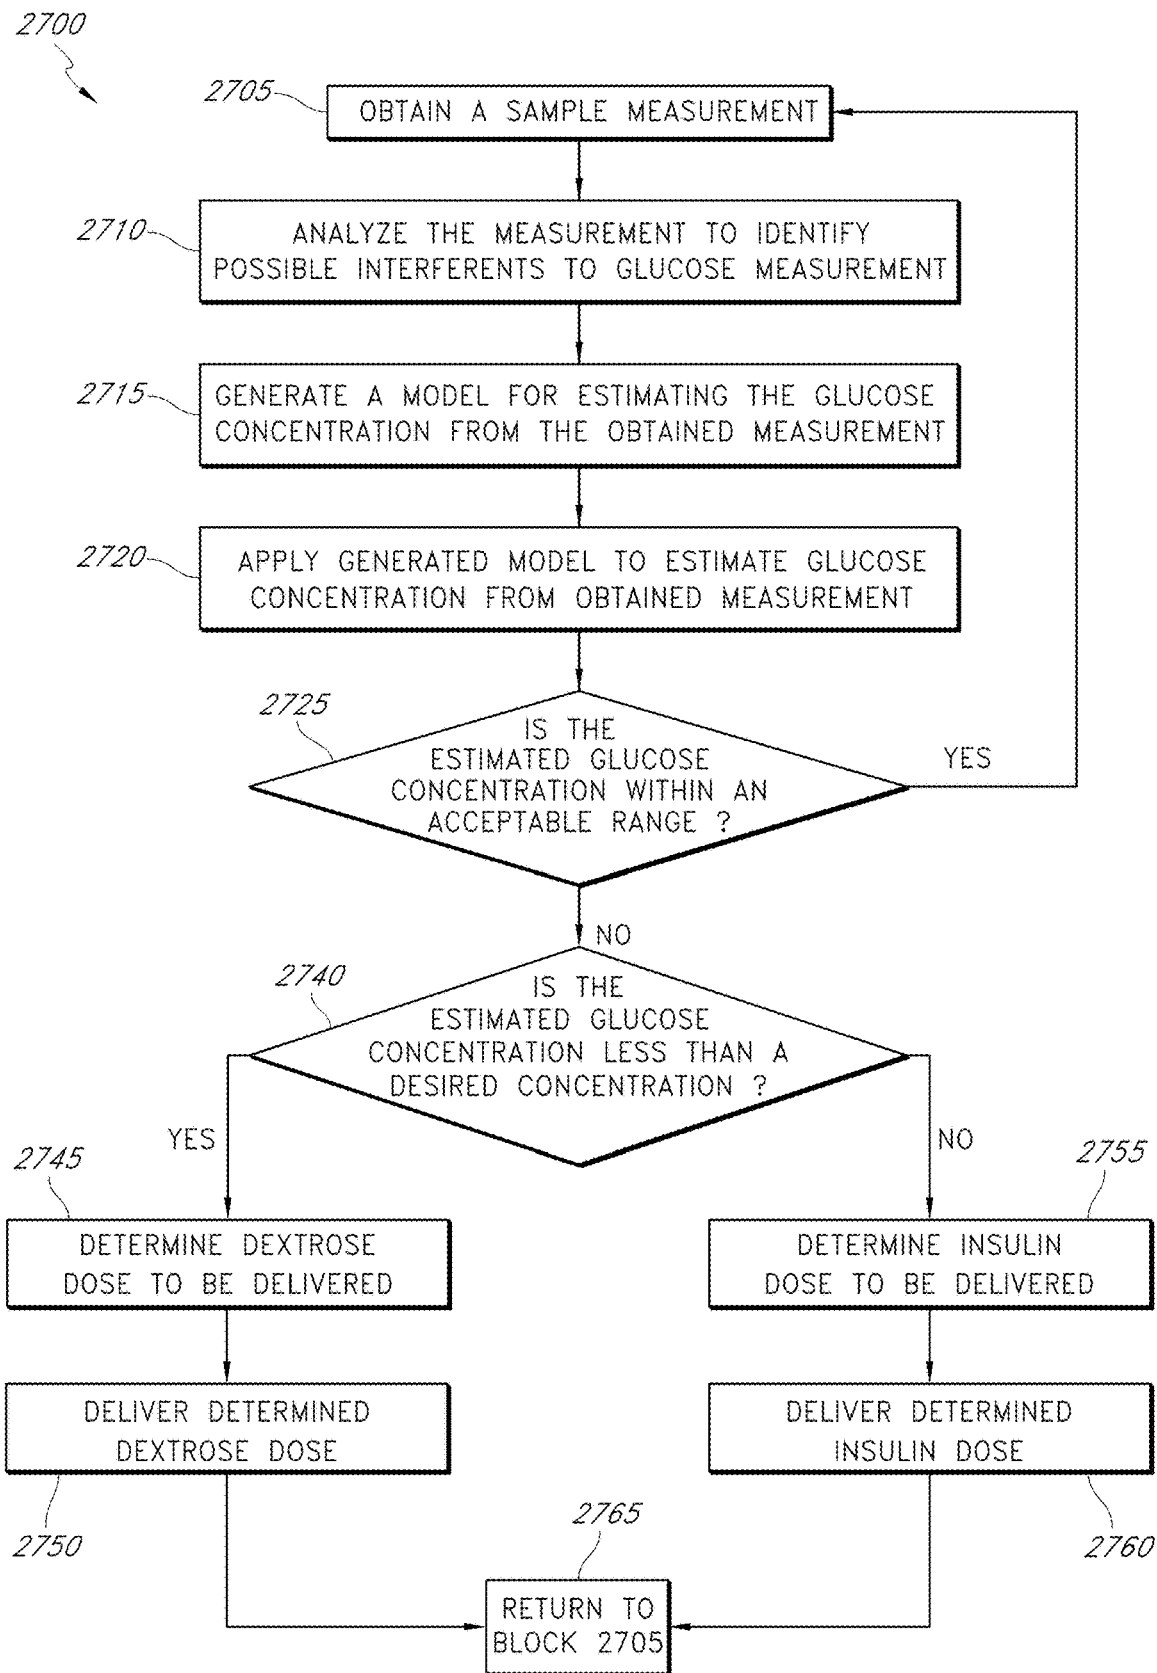 2700
2705
OBTAIN A SAMPLE MEASUREMENT
2710
ANALYZE THE MEASUREMENT TO IDENTIFY
POSSIBLE INTERFERENTS TO GLUCOSE MEASUREMENT
2715
GENERATE A MODEL FOR ESTIMATING THE GLUCOSE
CONCENTRATION FROM THE OBTAINED MEASUREMENT
2720
APPLY GENERATED MODEL TO ESTIMATE GLUCOSE
CONCENTRATION FROM OBTAINED MEASUREMENT
2725
IS THE
ESTIMATED GLUCOSE
CONCENTRATION WITHIN AN
ACCEPTABLE RANGE ?
YES
NO
2740
IS THE
ESTIMATED GLUCOSE
CONCENTRATION LESS THAN A
DESIRED CONCENTRATION ?
YES
NO
2745
DETERMINE DEXTROSE
DOSE TO BE DELIVERED
2755
DETERMINE INSULIN
DOSE TO BE DELIVERED
DELIVER DETERMINED
DEXTROSE DOSE
2750
DELIVER DETERMINED
INSULIN DOSE
2760
2765
RETURN TO
BLOCK 2705